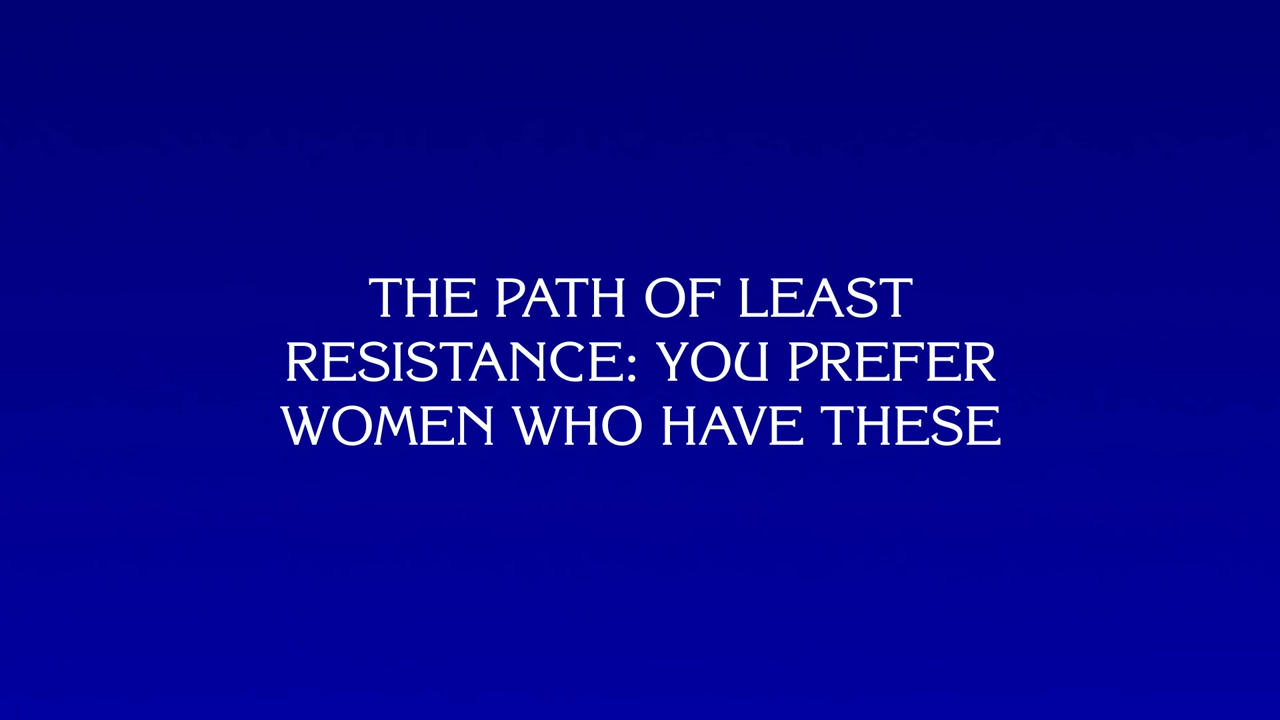 THE PATH OF LEAST
RESISTANCE: YOU PREFER
WOMEN WHO HAVE THESE